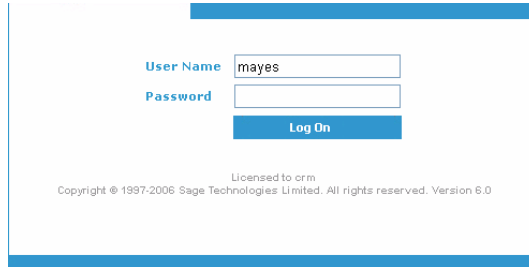 User Name mayes
Password
Log On
Licensed to crm
Copyright © 1997-2006 Sage Technologies Limited. All rights reserved. Version 6.0